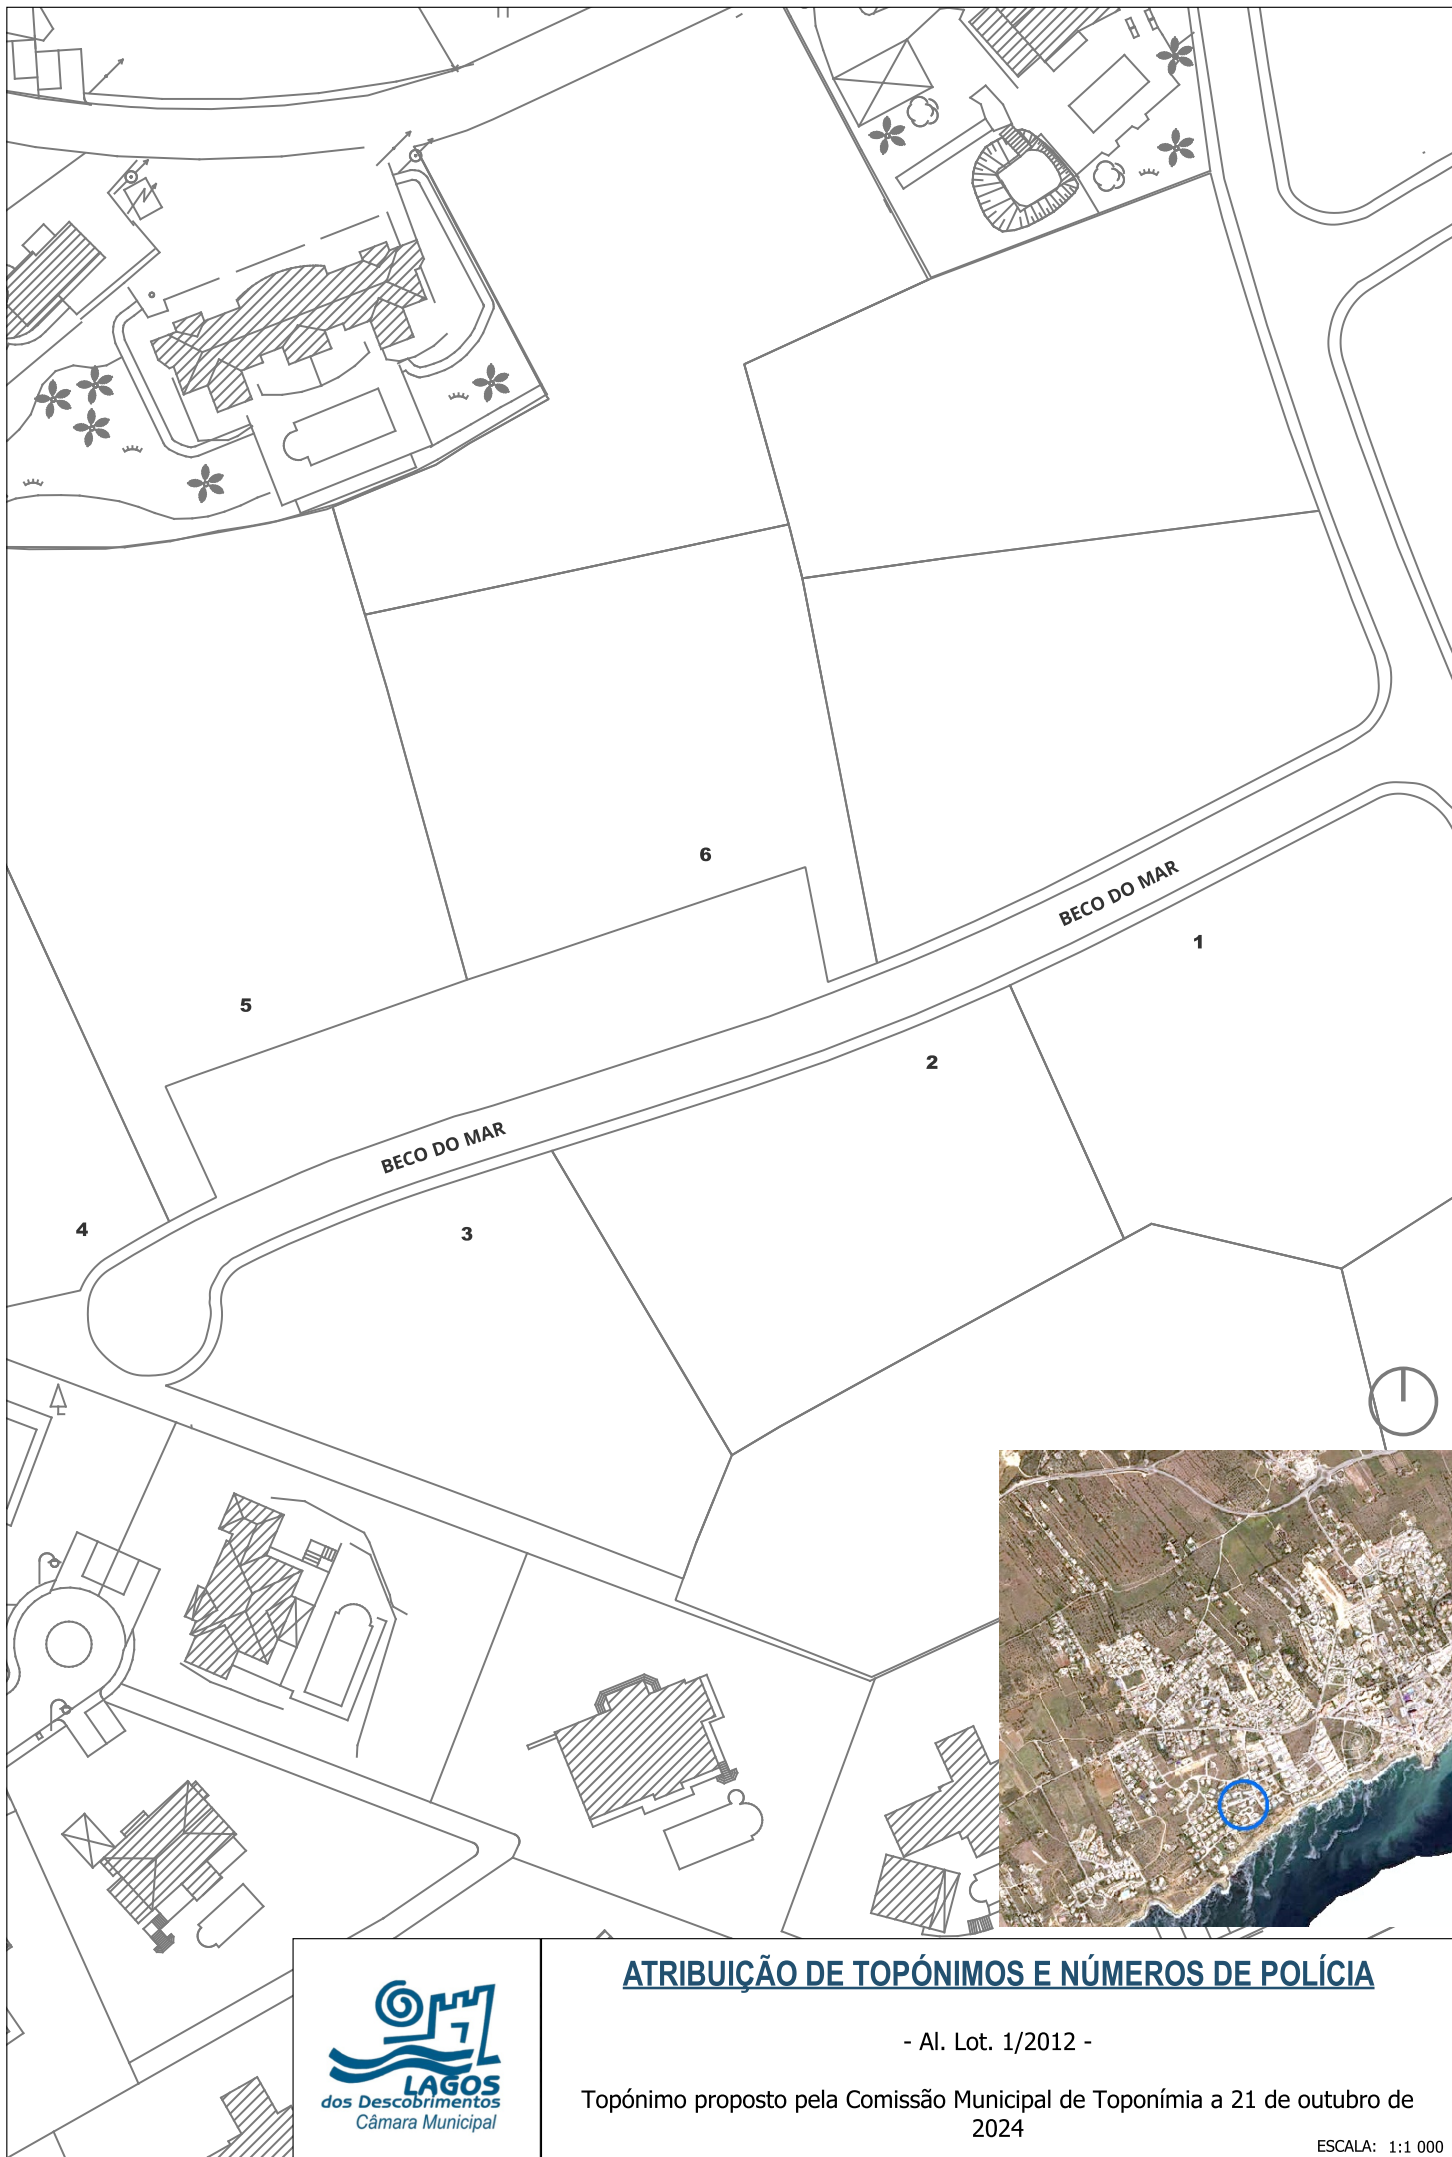 6
BECO DO MAR
1
5
2
BECO DO MAR
4
3
ATRIBUIÇÃO DE TOPÓNIMOS E NÚMEROS DE POLÍCIA
- Al. Lot. 1/2012 -
Topónimo proposto pela Comissão Municipal de Toponímia a 21 de outubro de
2024
ESCALA: 1:1 000
LAGOS
dos Descobrimentos
Câmara Municipal